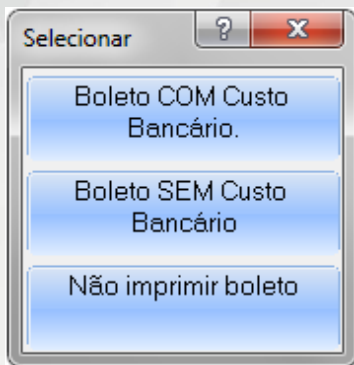 Selecionar
?
X
Boleto COM Custo
Bancário.
Boleto SEM Custo
Bancário
Não imprimir boleto